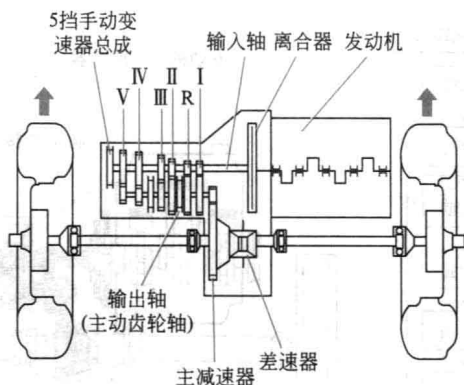 5挡手动变
速器总成
输入轴
离合器
发动机
Ⅳ Ⅱ Ⅰ
Ⅴ Ⅲ R
输出轴
(主动齿轮轴)
主减速器
差速器